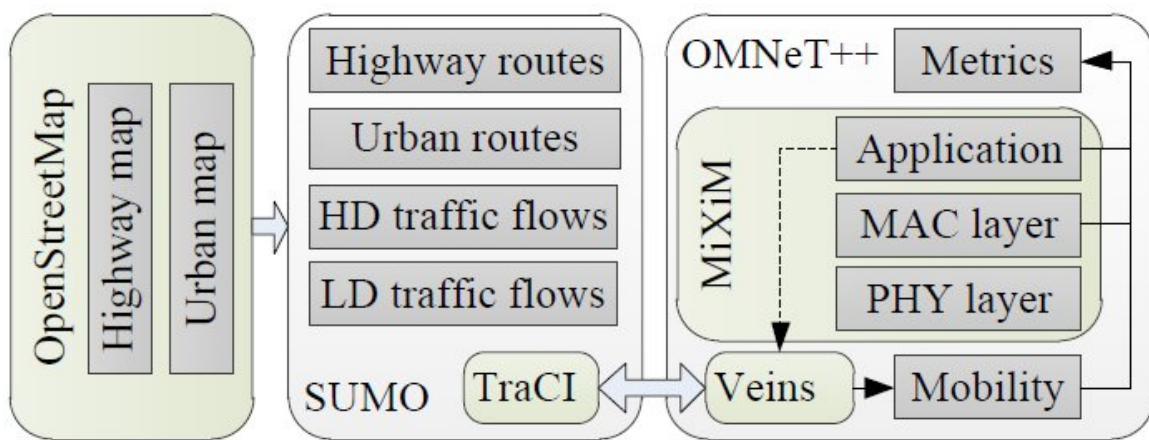 OpenStreetMap
Highway map
Urban map
Highway routes
Urban routes
HD traffic flows
LD traffic flows
SUMO
TraCI
OMNeT++
Metrics
MiXiM
Application
MAC layer
PHY layer
Veins
Mobility